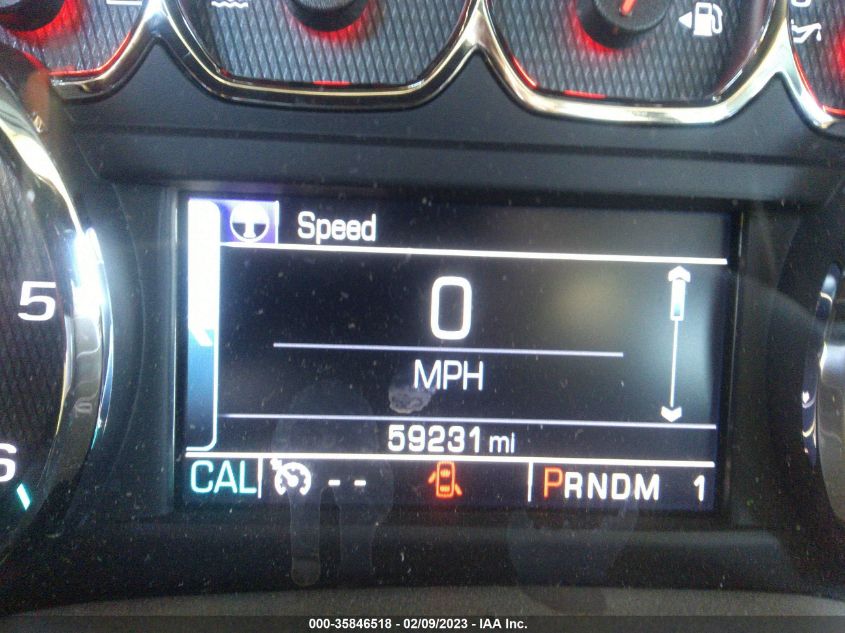 Speed
0
MPH
59231 mi
5
6
CAL -- PRNDM 1
000-35846518 - 02/09/2023 - IAA Inc.